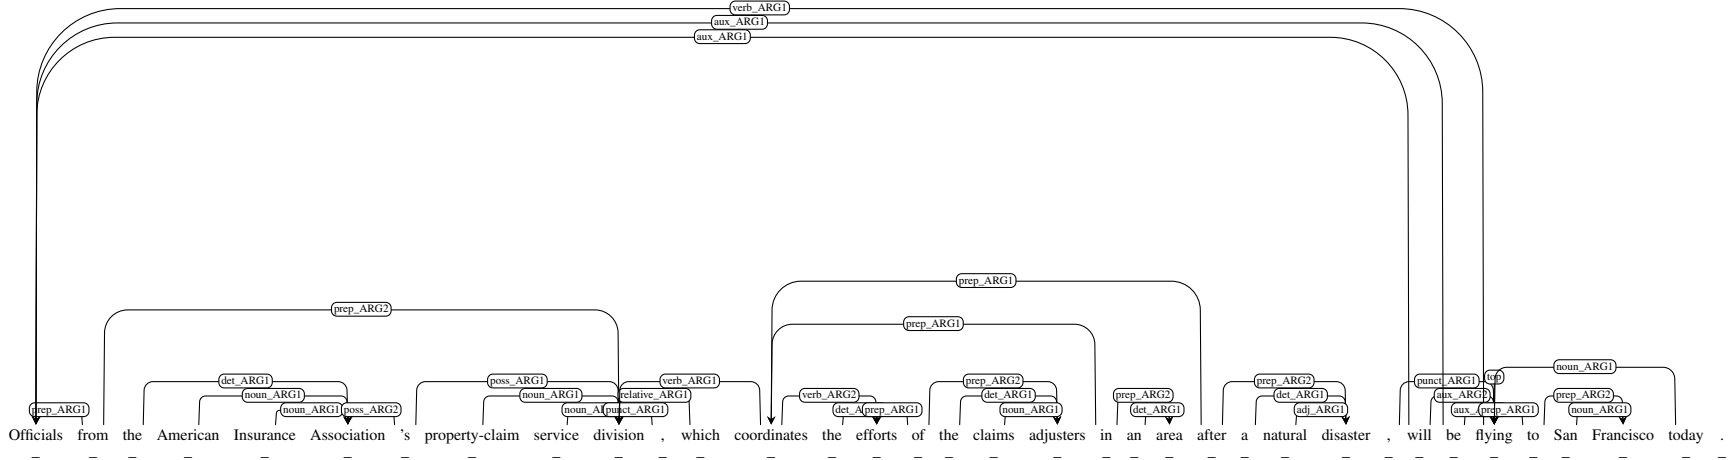 verb_ARG1
aux_ARG1
aux_ARG1
prep_ARG1
prep_ARG2
prep_ARG1
noun_ARG1
det_ARG1 poss_ARG1 verb_ARG1 prep_ARG2 prep_ARG2 punct_ARG1 top
noun_ARG1 noun_ARG1 relative_ARG1 verb_ARG2 det_ARG1 prep_ARG2 det_ARG1 aux_ARG2 prep_ARG2
prep_ARG1 noun_ARG1 poss_ARG2 punct_ARG1 prep_ARG1 noun_ARG1 det_ARG1 adj_ARG1 prep_ARG1 noun_ARG1
Officials from the American Insurance Association 's property-claim service division , which coordinates the efforts of the claims adjusters in an area after a natural disaster , will be flying to San Francisco today .